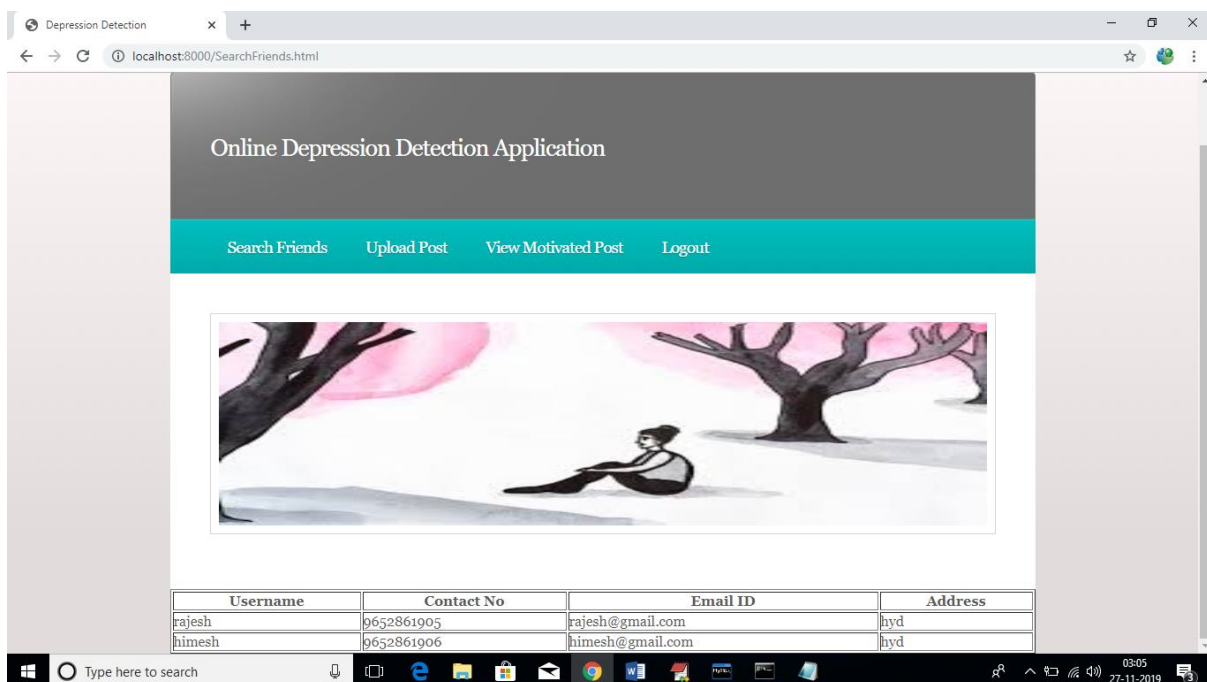 Depression Detection
localhost:8000/SearchFriends.html
Online Depression Detection Application
Search Friends Upload Post View Motivated Post Logout
Username Contact No Email ID Address
rajesh 9652861905 rajesh@gmail.com hyd
himesh 9652861906 himesh@gmail.com hyd
Type here to search
03:05
27-11-2019